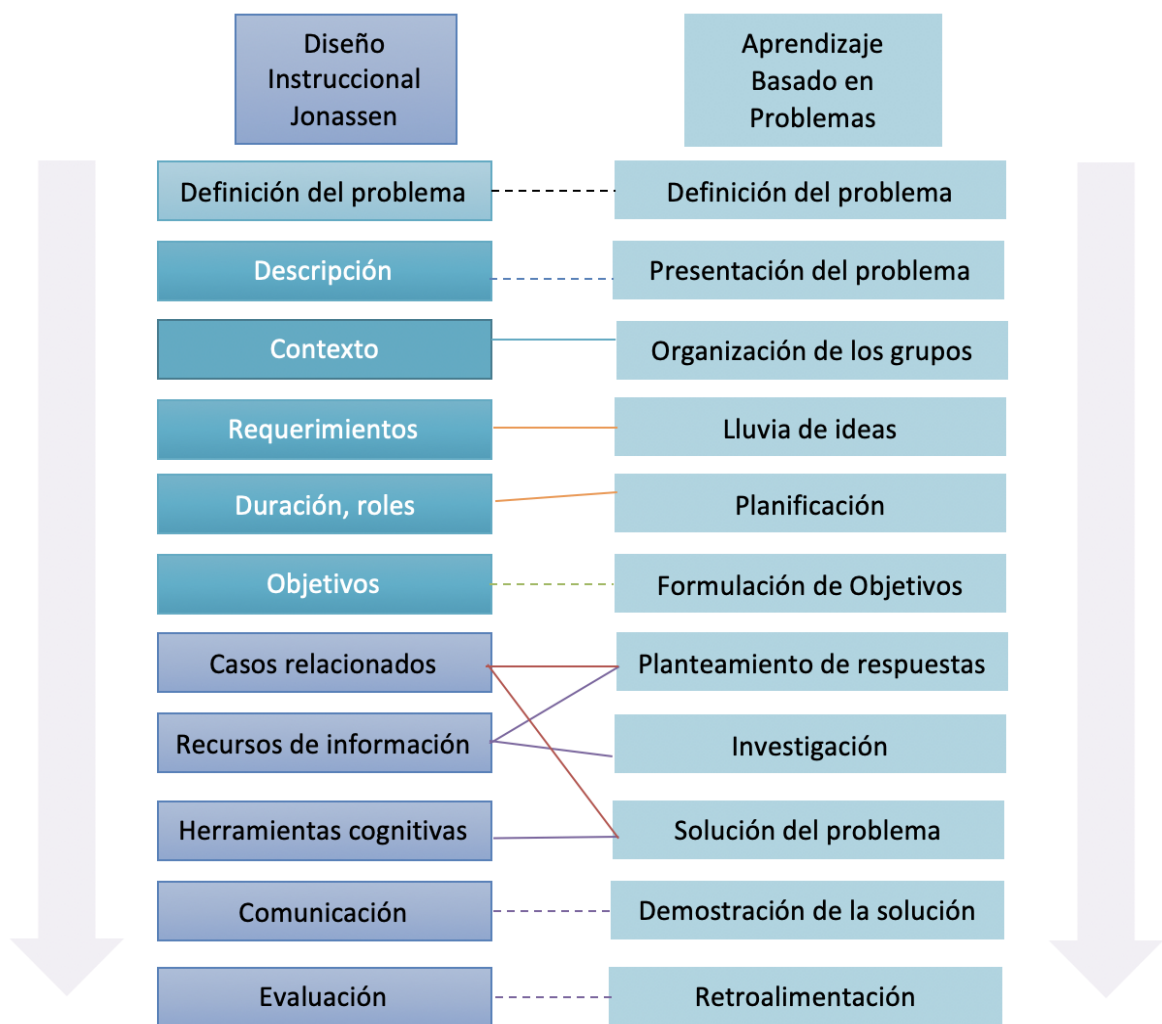 Diseño
Instruccional
Jonassen
Aprendizaje
Basado en
Problemas
Definición del problema
Definición del problema
Descripción
Presentación del problema
Contexto
Organización de los grupos
Requerimientos
Lluvia de ideas
Duración, roles
Planificación
Objetivos
Formulación de Objetivos
Casos relacionados
Planteamiento de respuestas
Recursos de información
Investigación
Herramientas cognitivas
Solución del problema
Comunicación
Demostración de la solución
Evaluación
Retroalimentación